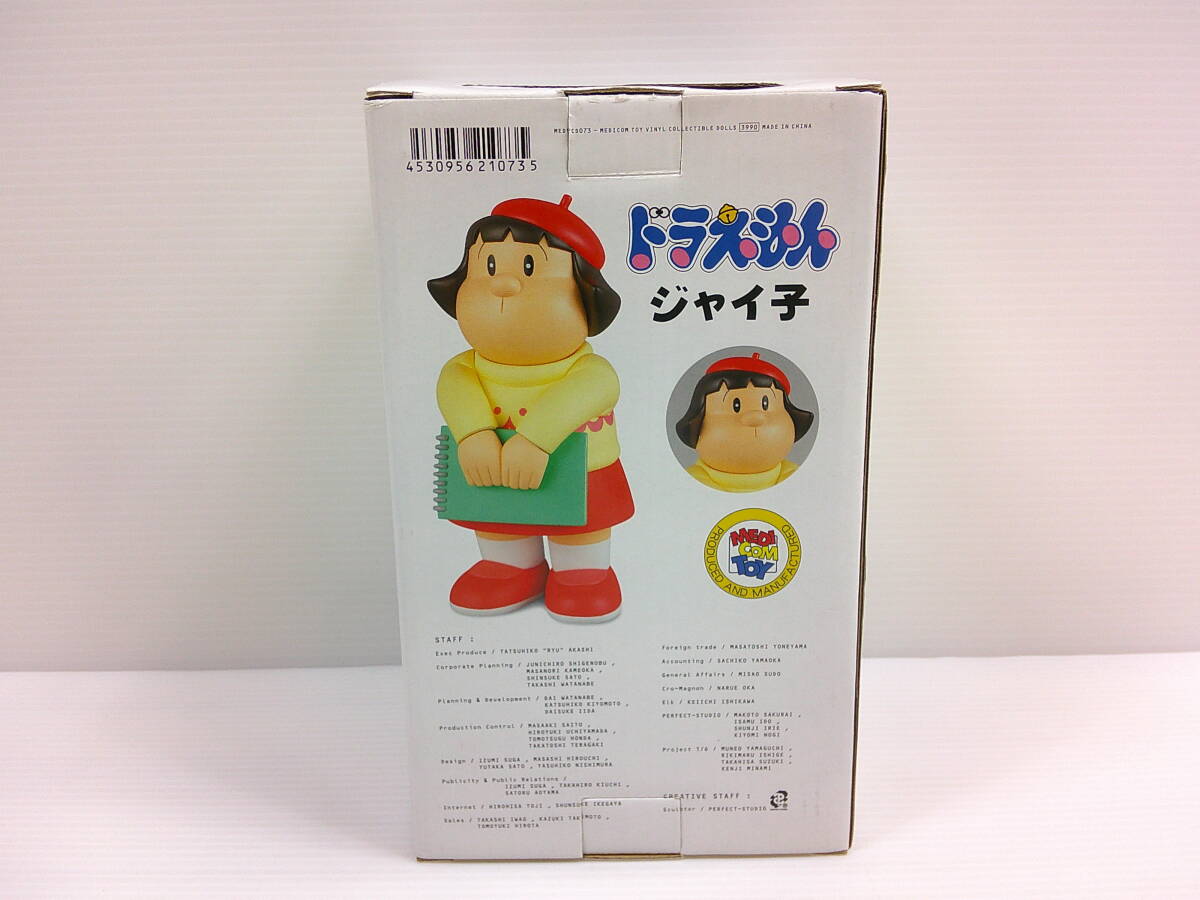 4530956210735
MEDVCD073 - MEDICOM TOY VINYL COLLECTIBLE DOLLS 3990 MADE IN CHINA
ドラえもん
ジャイ子
MEDI
COM
TOY
PRODUCED AND MANUFACTURED
STAFF :
Exec Produce / TATSUHIKO "RYU" AKASHI
Corporate Planning / JUNICHIRO SHIGENOBU ,
MASANORI KAMEOKA ,
SHINSUKE SATO ,
TAKASHI WATANABE
Planning & Development / DAI WATANABE ,
KATSUHIKO KIYOMOTO ,
DAISUKE IIDA
Production Control / MASAAKI SAITO ,
HIROYUKI UCHIYAMADA ,
TOMOTSUGU HONDA ,
TAKATOSHI TERAGAKI
Design / IZUMI SUGA , MASASHI HIROUCHI ,
YUTAKA SATO , YASUHIKO NISHIMURA
Publicity & Public Relations /
IZUMI SUGA , TAKAHIRO KIUCHI ,
SATORU AOYAMA
Internet / HIROHISA TOJI , SHUNSUKE IKEGAYA
Sales / TAKASHI IWAO , KAZUKI TAKIMOTO ,
TOMOYUKI HIROTA
Foreign trade / MASATOSHI YONEYAMA
Accounting / SACHIKO YAMAOKA
General Affairs / MISAO SUDO
Cro-Magnon / NARUE OKA
Elk / KEIICHI ISHIKAWA
PERFECT-STUDIO / MAKOTO SAKURAI ,
ISAMU IDO ,
SHUNJI IRIE ,
KIYOMI NOGI
Project 1/6 / MUNEO YAMAGUCHI ,
RIKIMARU ISHIGE ,
TAKAHISA SUZUKI ,
KENJI MINAMI
CREATIVE STAFF :
Sculptor / PERFECT-STUDIO